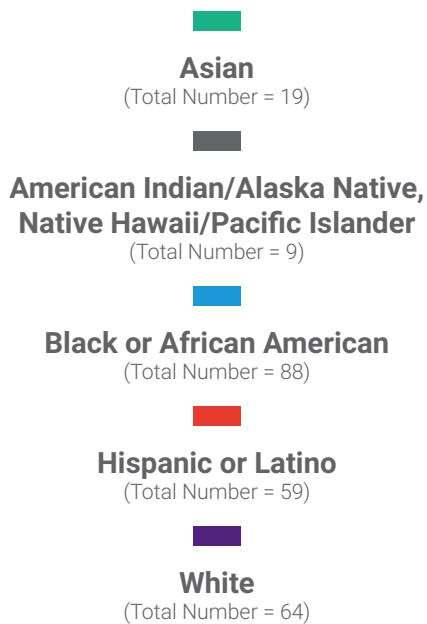 Asian
(Total Number = 19)
American Indian/Alaska Native,
Native Hawaii/Pacific Islander
(Total Number = 9)
Black or African American
(Total Number = 88)
Hispanic or Latino
(Total Number = 59)
White
(Total Number = 64)